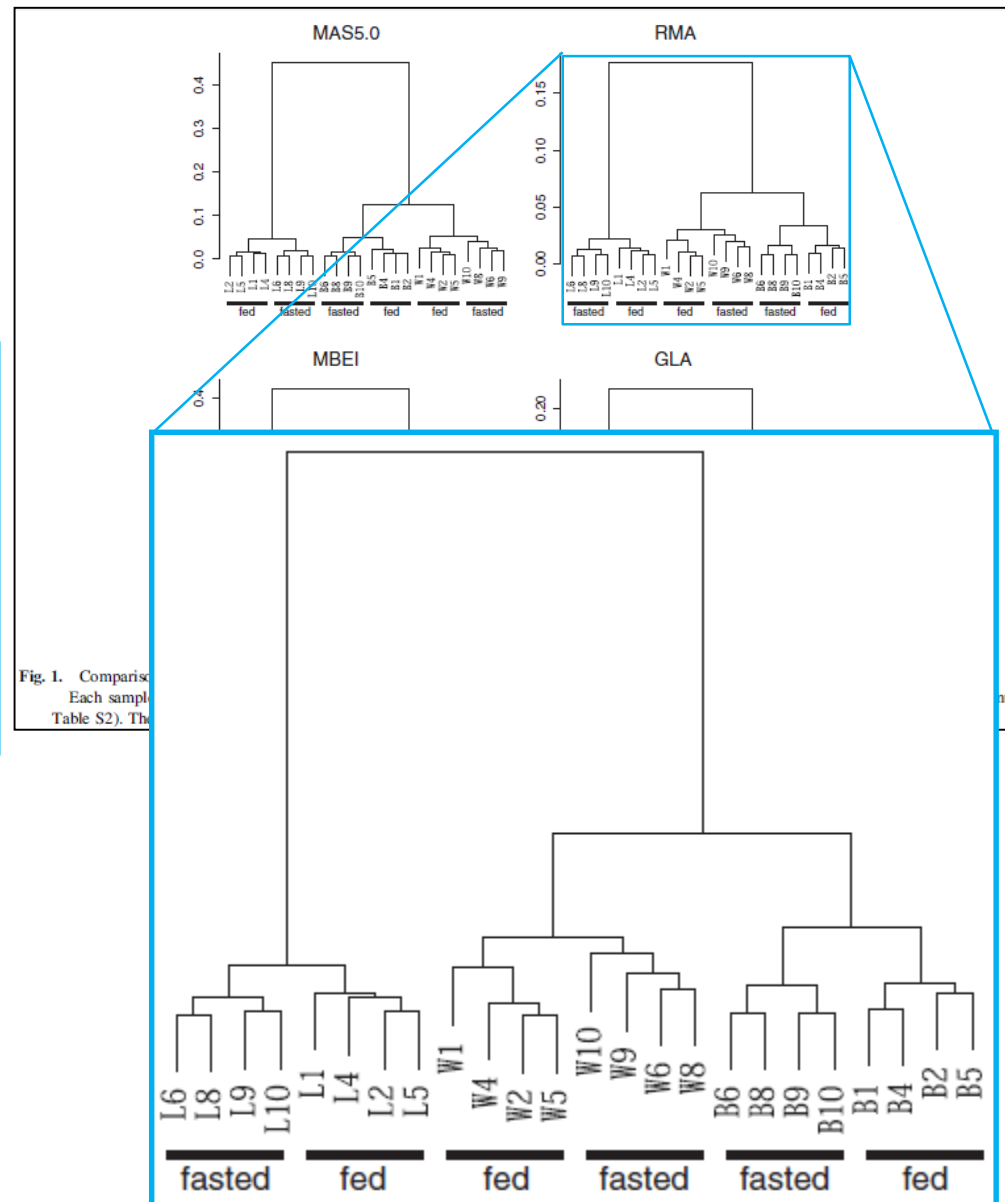 MAS5.0
RMA
0.4
0.3
0.2
0.1
0.0
L2 L5 L1 L4 L6 L8 L9 L10 B6 B8 B9 B10 B5 B4 B1 B2 W1 W4 W2 W5 W10 W8 W6 W9
fed fasted fasted fed fed fasted
0.15
0.10
0.05
0.00
L6 L8 L9 L10 L1 L4 L2 L5 W1 W4 W2 W5 W10 W9 W6 W8 B6 B8 B9 B10 B1 B4 B2 B5
fasted fed fed fasted fasted fed
MBEI
GLA
0.4
0.20
L6 L8 L9 L10 L1 L4 L2 L5 W1 W4 W2 W5 W10 W9 W6 W8 B6 B8 B9 B10 B1 B4 B2 B5
fasted fed fed fasted fasted fed
Fig. 1. Comparis
Each sampl
Table S2). Th